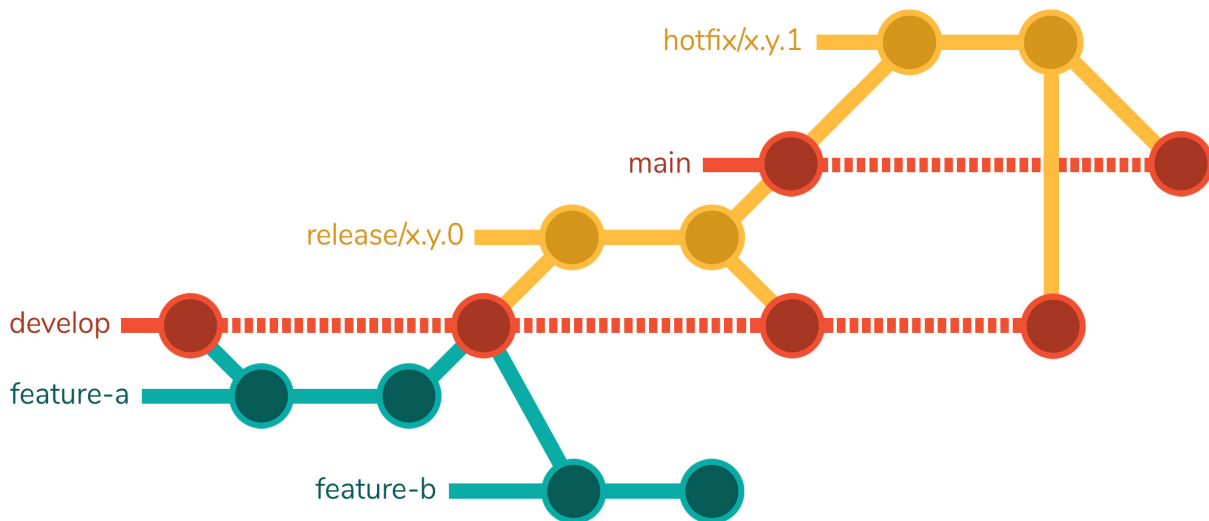 hotfix/x.y.1
main
release/x.y.0
develop
feature-a
feature-b